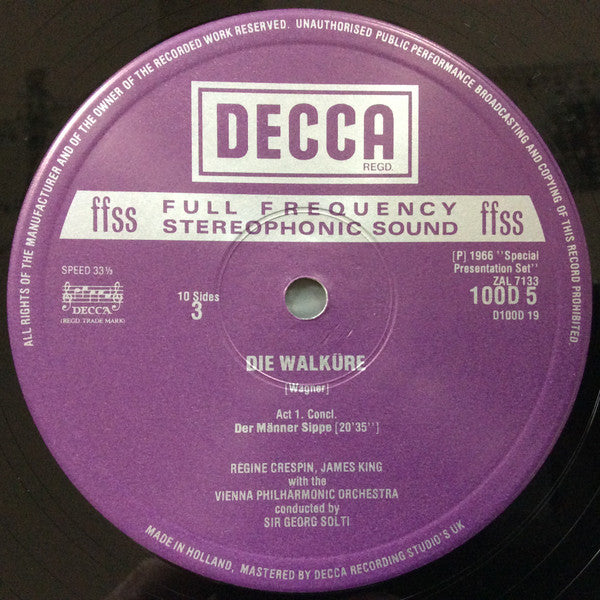 ALL RIGHTS OF THE MANUFACTURER AND OF THE OWNER OF THE RECORDED WORK RESERVED. UNAUTHORISED PUBLIC PERFORMANCE BROADCASTING AND COPYING OF THIS RECORD PROHIBITED.
DECCA
REGD.
ffss FULL FREQUENCY STEREOPHONIC SOUND ffss
SPEED 33⅓
DECCA
(REGD. TRADE MARK)
10 Sides
3
[P] 1966 "Special
Presentation Set"
ZAL 7133
100D 5
D100D 19
DIE WALKÜRE
[Wagner]
Act 1. Concl.
Der Männer Sippe [20'35"]
RÉGINE CRESPIN, JAMES KING
with the
VIENNA PHILHARMONIC ORCHESTRA
conducted by
SIR GEORG SOLTI
MADE IN HOLLAND, MASTERED BY DECCA RECORDING STUDIO'S UK